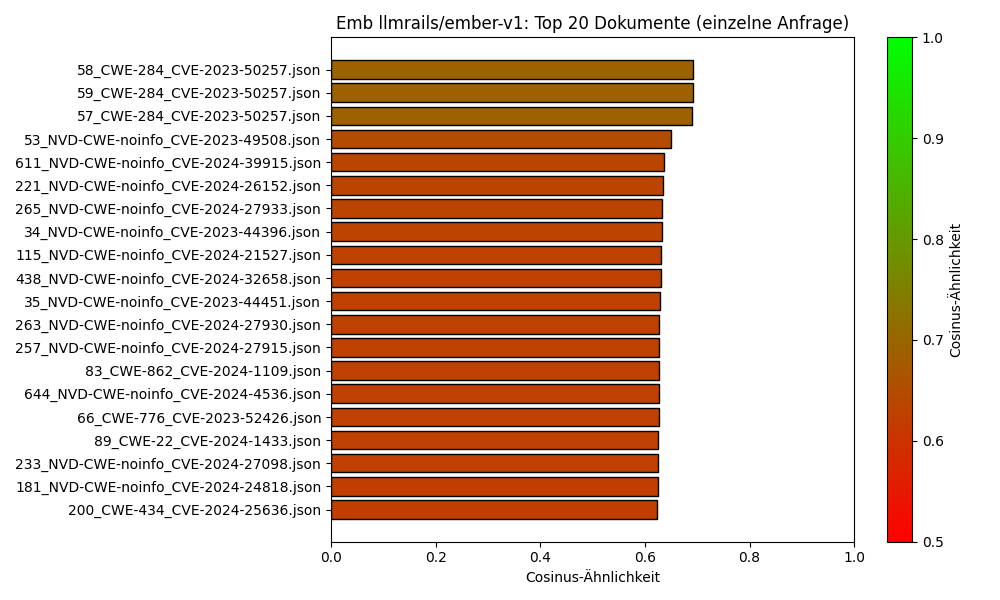 Emb llmrails/ember-v1: Top 20 Dokumente (einzelne Anfrage)
58_CWE-284_CVE-2023-50257.json
59_CWE-284_CVE-2023-50257.json
57_CWE-284_CVE-2023-50257.json
53_NVD-CWE-noinfo_CVE-2023-49508.json
611_NVD-CWE-noinfo_CVE-2024-39915.json
221_NVD-CWE-noinfo_CVE-2024-26152.json
265_NVD-CWE-noinfo_CVE-2024-27933.json
34_NVD-CWE-noinfo_CVE-2023-44396.json
115_NVD-CWE-noinfo_CVE-2024-21527.json
438_NVD-CWE-noinfo_CVE-2024-32658.json
35_NVD-CWE-noinfo_CVE-2023-44451.json
263_NVD-CWE-noinfo_CVE-2024-27930.json
257_NVD-CWE-noinfo_CVE-2024-27915.json
83_CWE-862_CVE-2024-1109.json
644_NVD-CWE-noinfo_CVE-2024-4536.json
66_CWE-776_CVE-2023-52426.json
89_CWE-22_CVE-2024-1433.json
233_NVD-CWE-noinfo_CVE-2024-27098.json
181_NVD-CWE-noinfo_CVE-2024-24818.json
200_CWE-434_CVE-2024-25636.json
0.0 0.2 0.4 0.6 0.8 1.0
Cosinus-Ähnlichkeit
1.0
0.9
0.8
0.7
0.6
0.5
Cosinus-Ähnlichkeit